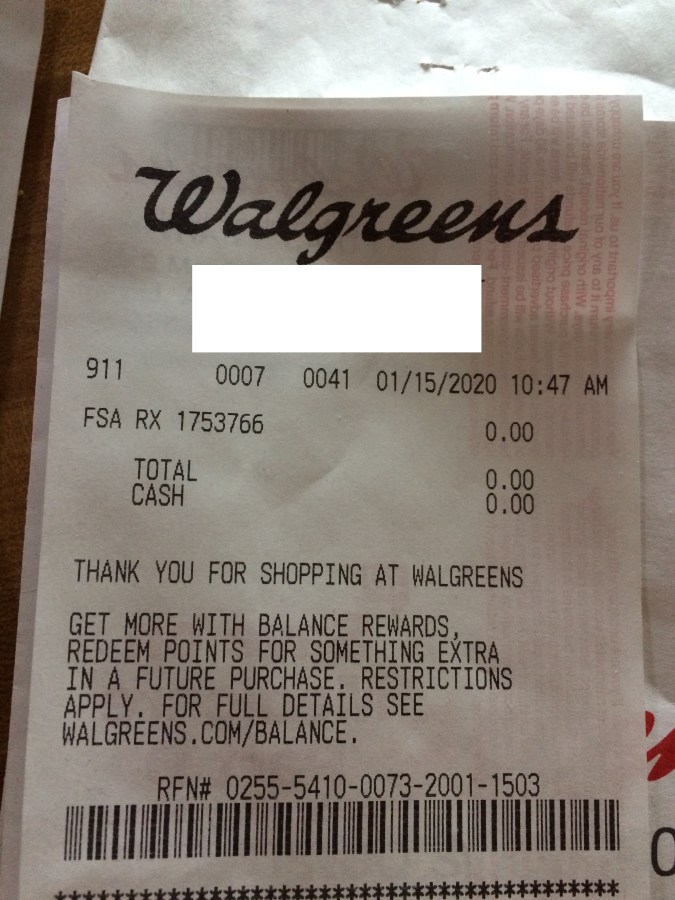 Walgreens
911 0007 0041 01/15/2020 10:47 AM
FSA RX 1753766 0.00
TOTAL 0.00
CASH 0.00
THANK YOU FOR SHOPPING AT WALGREENS
GET MORE WITH BALANCE REWARDS,
REDEEM POINTS FOR SOMETHING EXTRA
IN A FUTURE PURCHASE. RESTRICTIONS
APPLY. FOR FULL DETAILS SEE
WALGREENS.COM/BALANCE.
RFN# 0255-5410-0073-2001-1503
****************************************